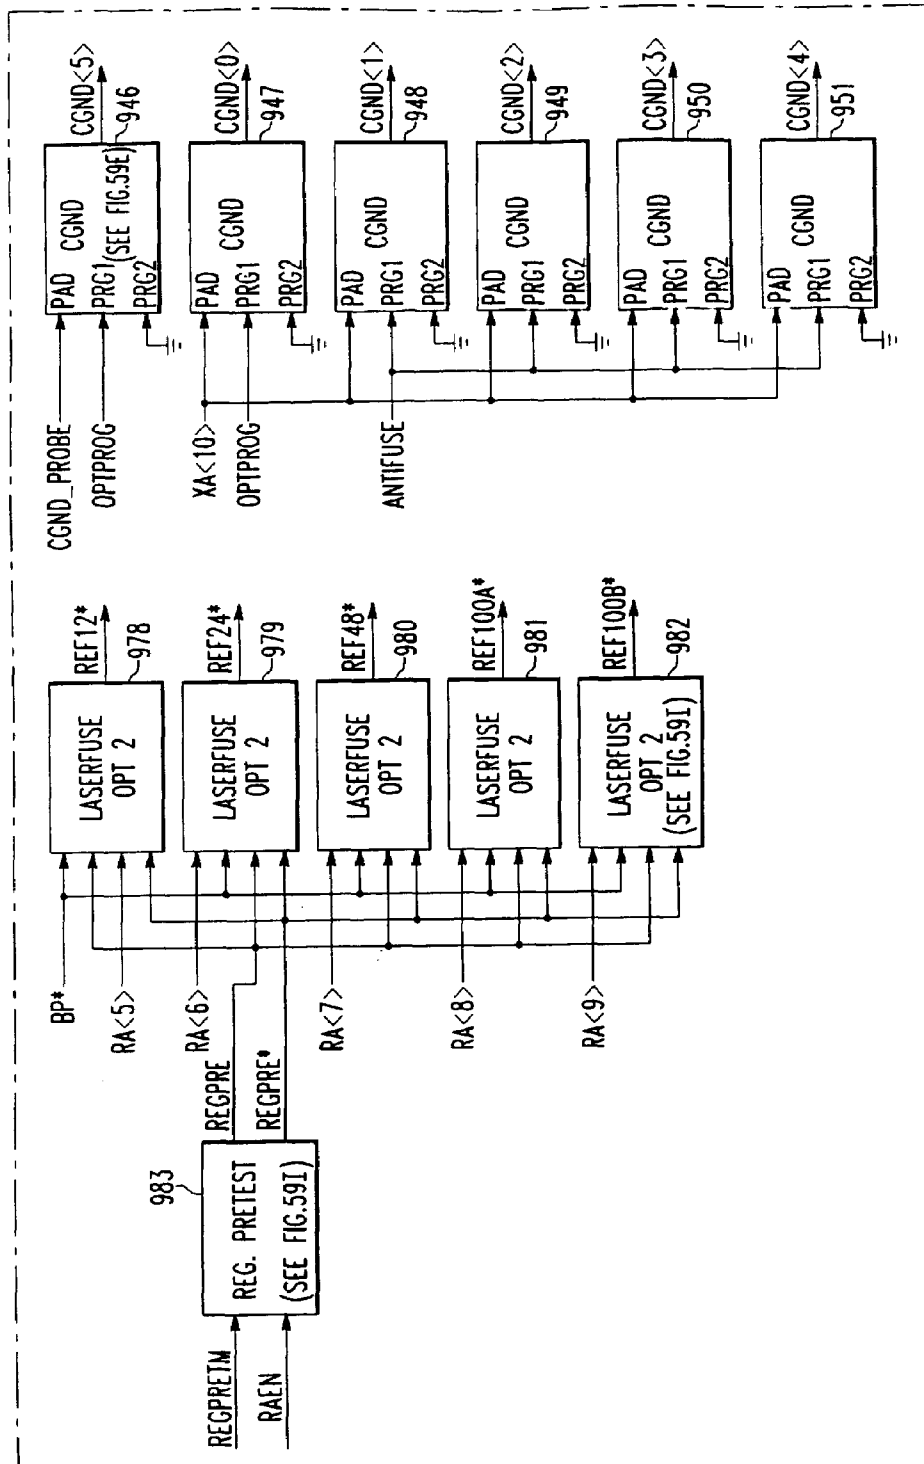 CGND_PROBE
OPTPROG
PAD
PRG1
PRG2
CGND
(SEE FIG.59E)
CGND<5>
946
XA<10>
OPTPROG
PAD
PRG1
PRG2
CGND
CGND<0>
947
ANTIFUSE
PAD
PRG1
PRG2
CGND
CGND<1>
948
PAD
PRG1
PRG2
CGND
CGND<2>
949
PAD
PRG1
PRG2
CGND
CGND<3>
950
PAD
PRG1
PRG2
CGND
CGND<4>
951
BP*
RA<5>
LASERFUSE
OPT 2
REF12*
978
RA<6>
LASERFUSE
OPT 2
REF24*
979
RA<7>
LASERFUSE
OPT 2
REF48*
980
RA<8>
LASERFUSE
OPT 2
REF100A*
981
RA<9>
LASERFUSE
OPT 2
(SEE FIG.59I)
REF100B*
982
REGPRETM
RAEN
983
REG. PRETEST
(SEE FIG.59I)
REGPRE
REGPRE*